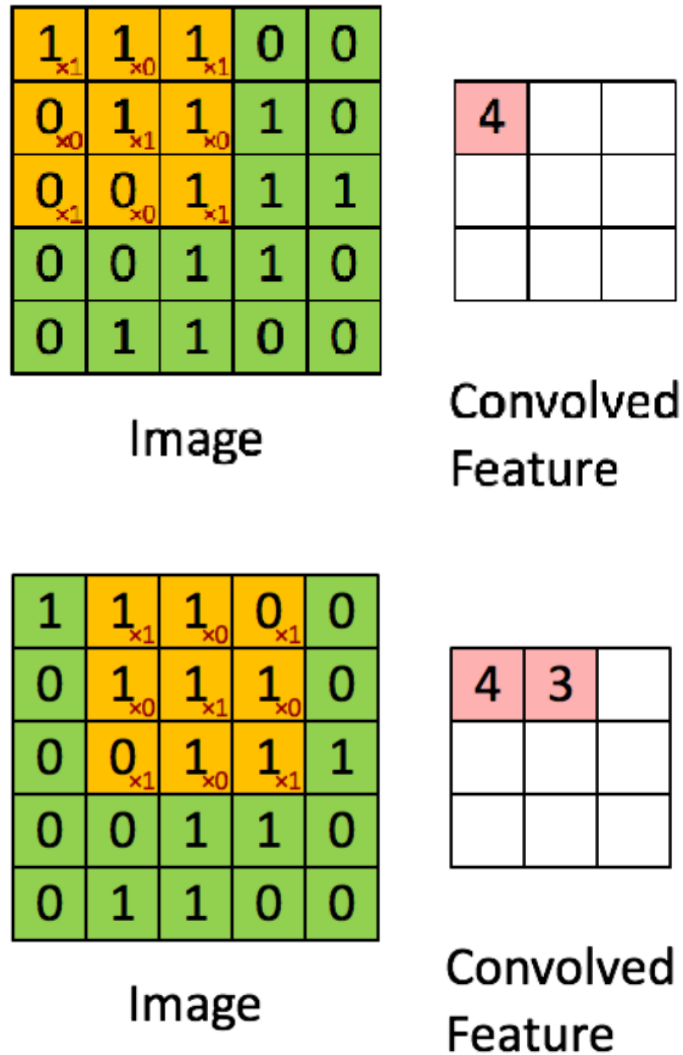 1×1 1×0 1×1 0 0
0×0 1×1 1×0 1 0
0×1 0×0 1×1 1 1
0 0 1 1 0
0 1 1 0 0
Image
4
Convolved
Feature
1 1×1 1×0 0×1 0
0 1×0 1×1 1×0 0
0 0×1 1×0 1×1 1
0 0 1 1 0
0 1 1 0 0
Image
4 3
Convolved
Feature